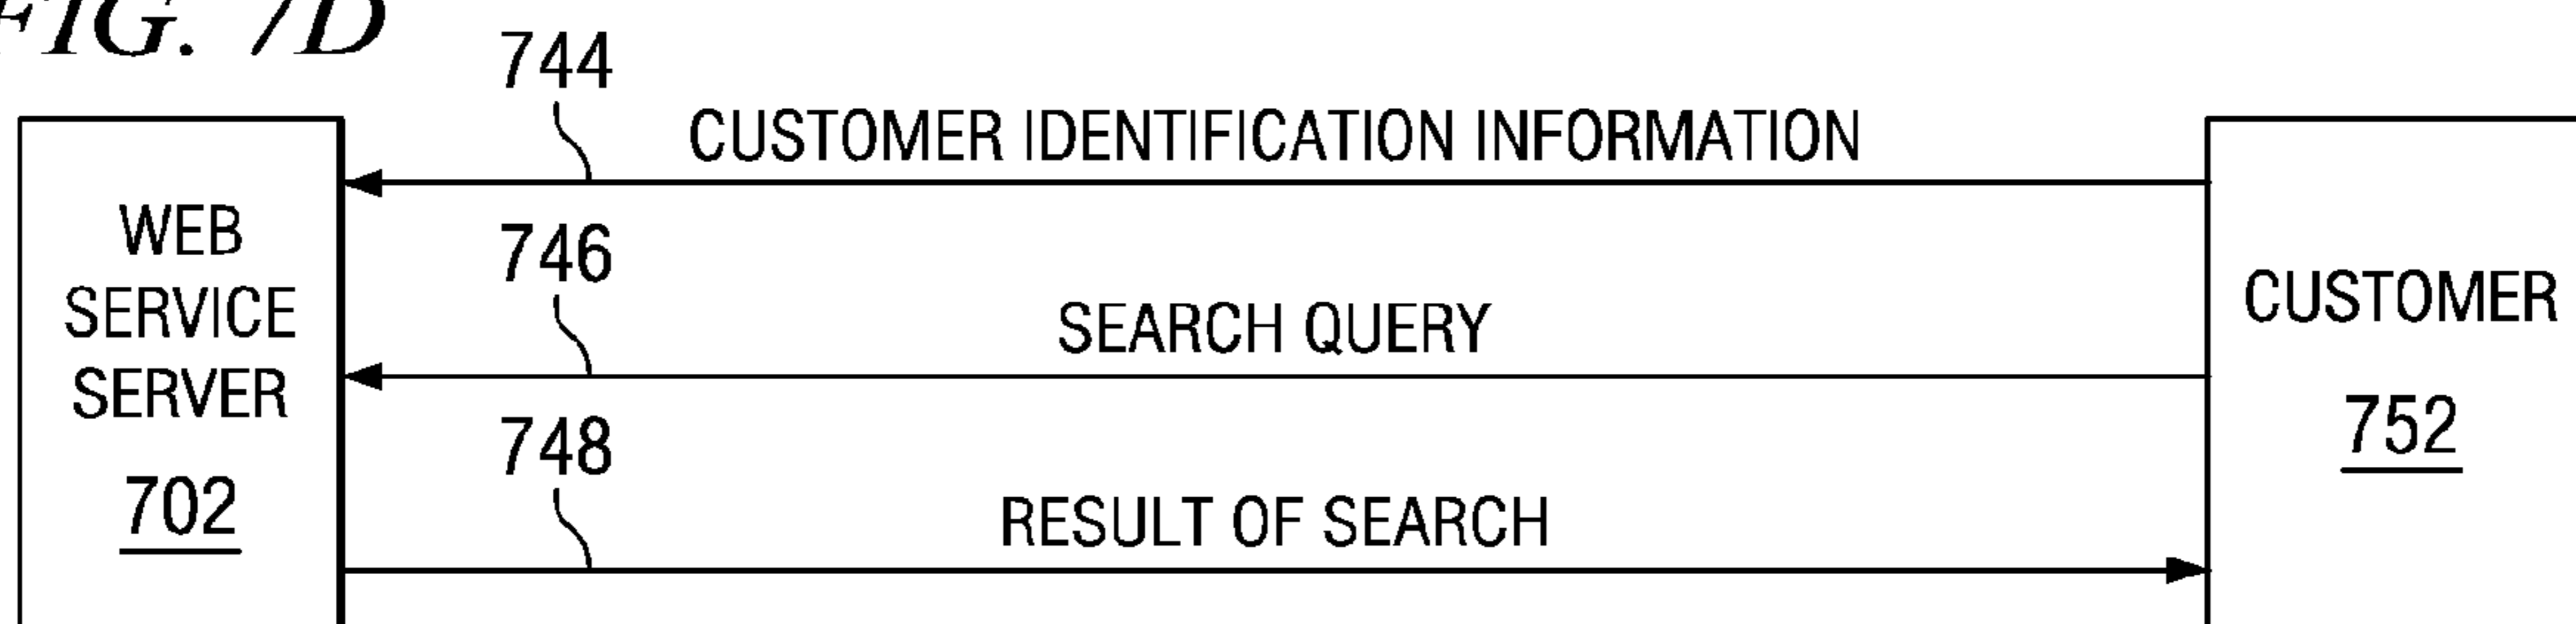 FIG. 7D
744
CUSTOMER IDENTIFICATION INFORMATION
WEB
SERVICE
SERVER
702
746
SEARCH QUERY
CUSTOMER
752
748
RESULT OF SEARCH